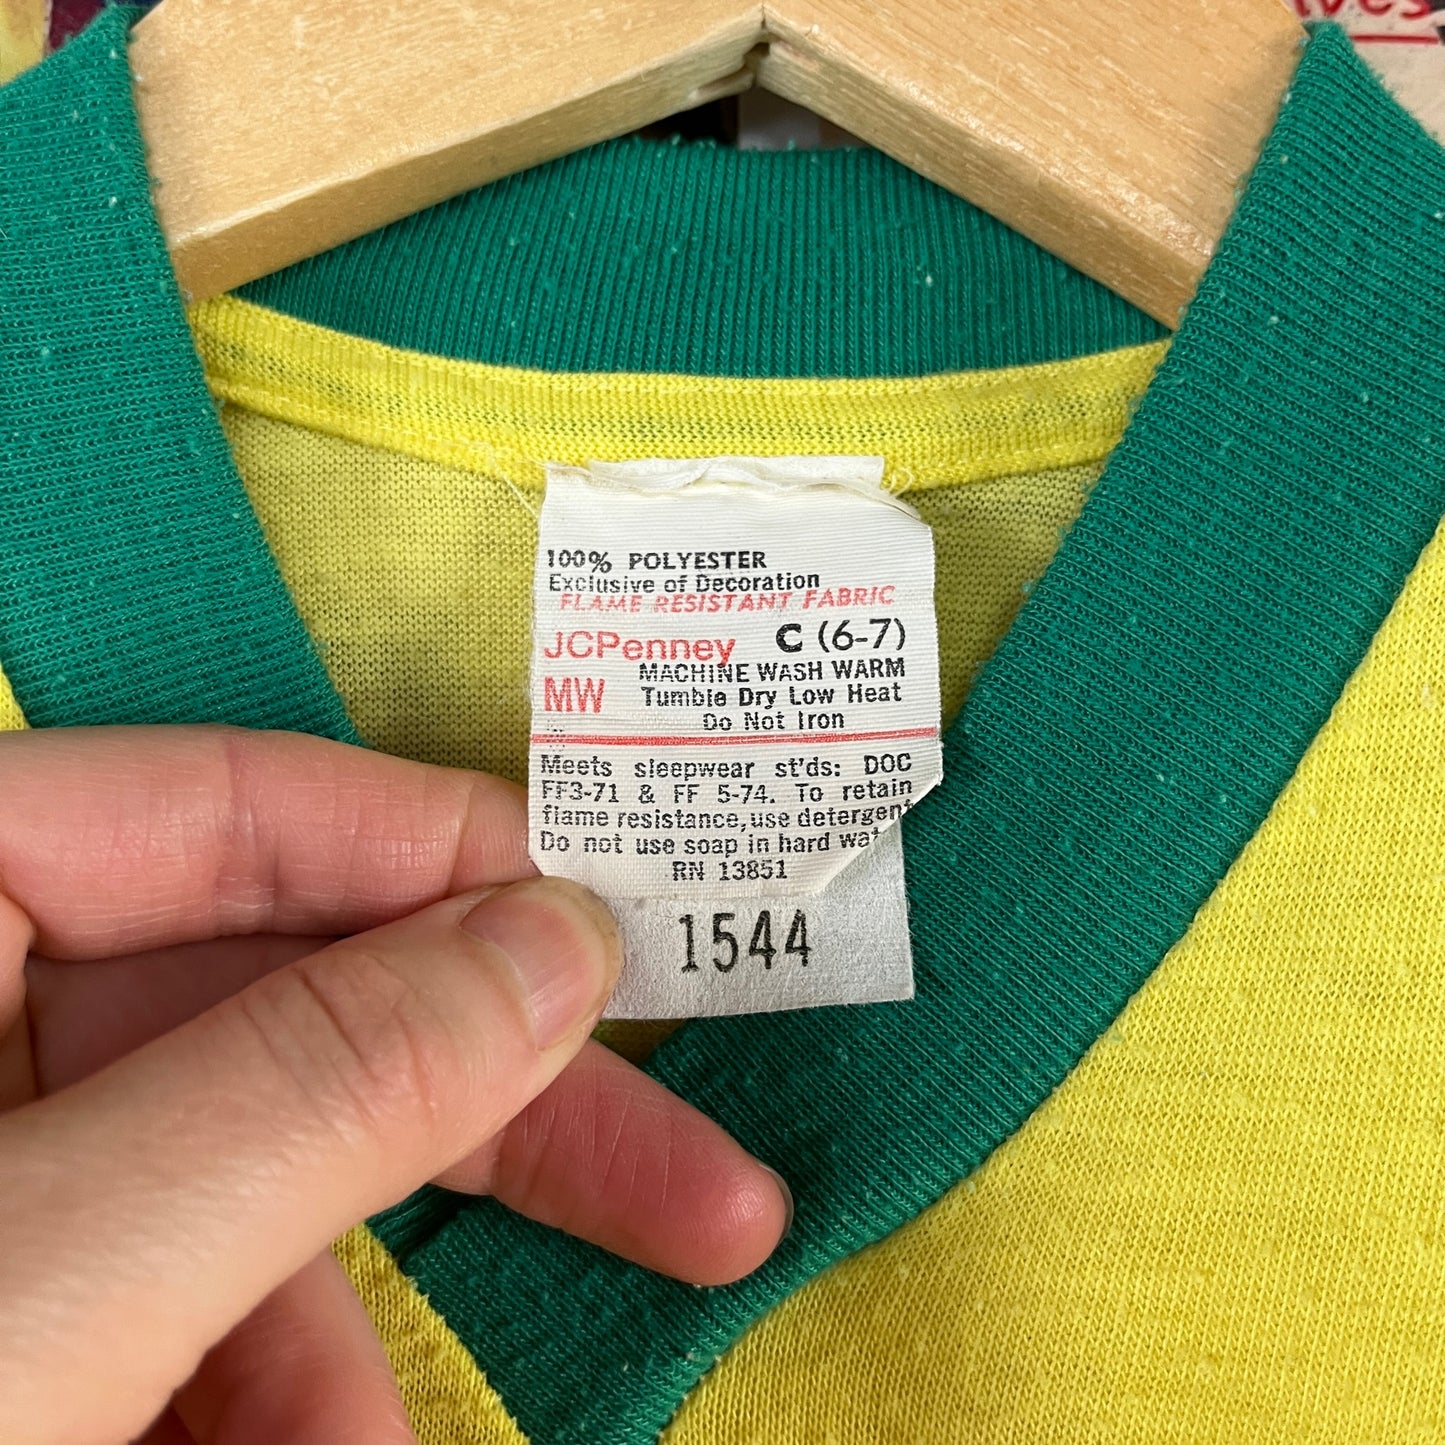 100% POLYESTER
Exclusive of Decoration
FLAME RESISTANT FABRIC
JCPenney C (6-7)
MACHINE WASH WARM
MW Tumble Dry Low Heat
Do Not Iron
Meets sleepwear st'ds: DOC
FF3-71 & FF 5-74. To retain
flame resistance, use detergent
Do not use soap in hard wat
RN 13851
1544